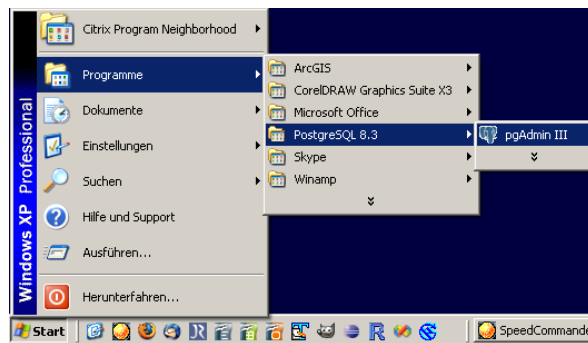 Windows XP Professional
Citrix Program Neighborhood
Programme
Dokumente
Einstellungen
Suchen
Hilfe und Support
Ausführen...
Herunterfahren...
ArcGIS
CorelDRAW Graphics Suite X3
Microsoft Office
PostgreSQL 8.3
Skype
Winamp
pgAdmin III
Start
SpeedCommande